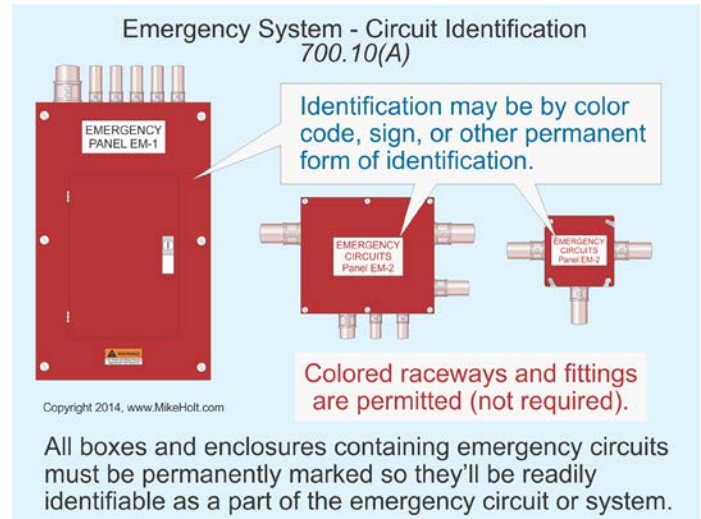 Emergency System - Circuit Identification
700.10(A)
EMERGENCY
PANEL EM-1
Identification may be by color
code, sign, or other permanent
form of identification.
EMERGENCY
CIRCUITS
Panel EM-2
EMERGENCY
CIRCUITS
Panel EM-2
WARNING
Colored raceways and fittings
are permitted (not required).
Copyright 2014, www.MikeHolt.com
All boxes and enclosures containing emergency circuits
must be permanently marked so they'll be readily
identifiable as a part of the emergency circuit or system.